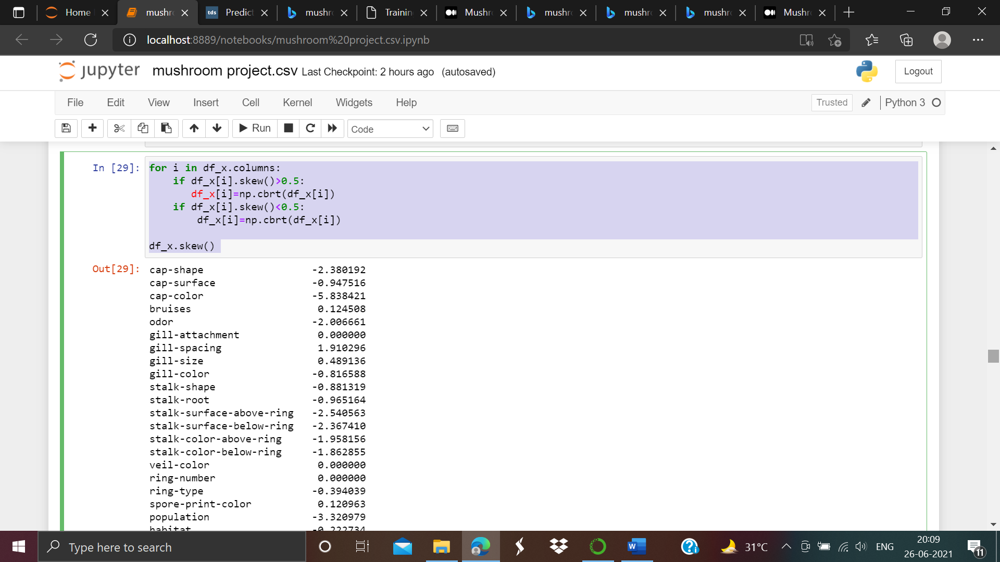 Home
mushr
Predict
mushr
Trainin
Mushr
mushr
mushr
mushr
Mushr
localhost:8889/notebooks/mushroom%20project.csv.ipynb
jupyter mushroom project.csv Last Checkpoint: 2 hours ago (autosaved)
Logout
File Edit View Insert Cell Kernel Widgets Help
Trusted
Python 3
Run
Code
In [29]: for i in df_x.columns:
    if df_x[i].skew()>0.5:
       df_x[i]=np.cbrt(df_x[i])
    if df_x[i].skew()<0.5:
        df_x[i]=np.cbrt(df_x[i])
df_x.skew()
Out[29]: cap-shape -2.380192
cap-surface -0.947516
cap-color -5.838421
bruises 0.124508
odor -2.006661
gill-attachment 0.000000
gill-spacing 1.910296
gill-size 0.489136
gill-color -0.816588
stalk-shape -0.881319
stalk-root -0.965164
stalk-surface-above-ring -2.540563
stalk-surface-below-ring -2.367410
stalk-color-above-ring -1.958156
stalk-color-below-ring -1.862855
veil-color 0.000000
ring-number 0.000000
ring-type -0.394039
spore-print-color 0.120963
population -3.320979
habitat -0.222734
Type here to search
31°C
ENG
20:09
26-06-2021
11